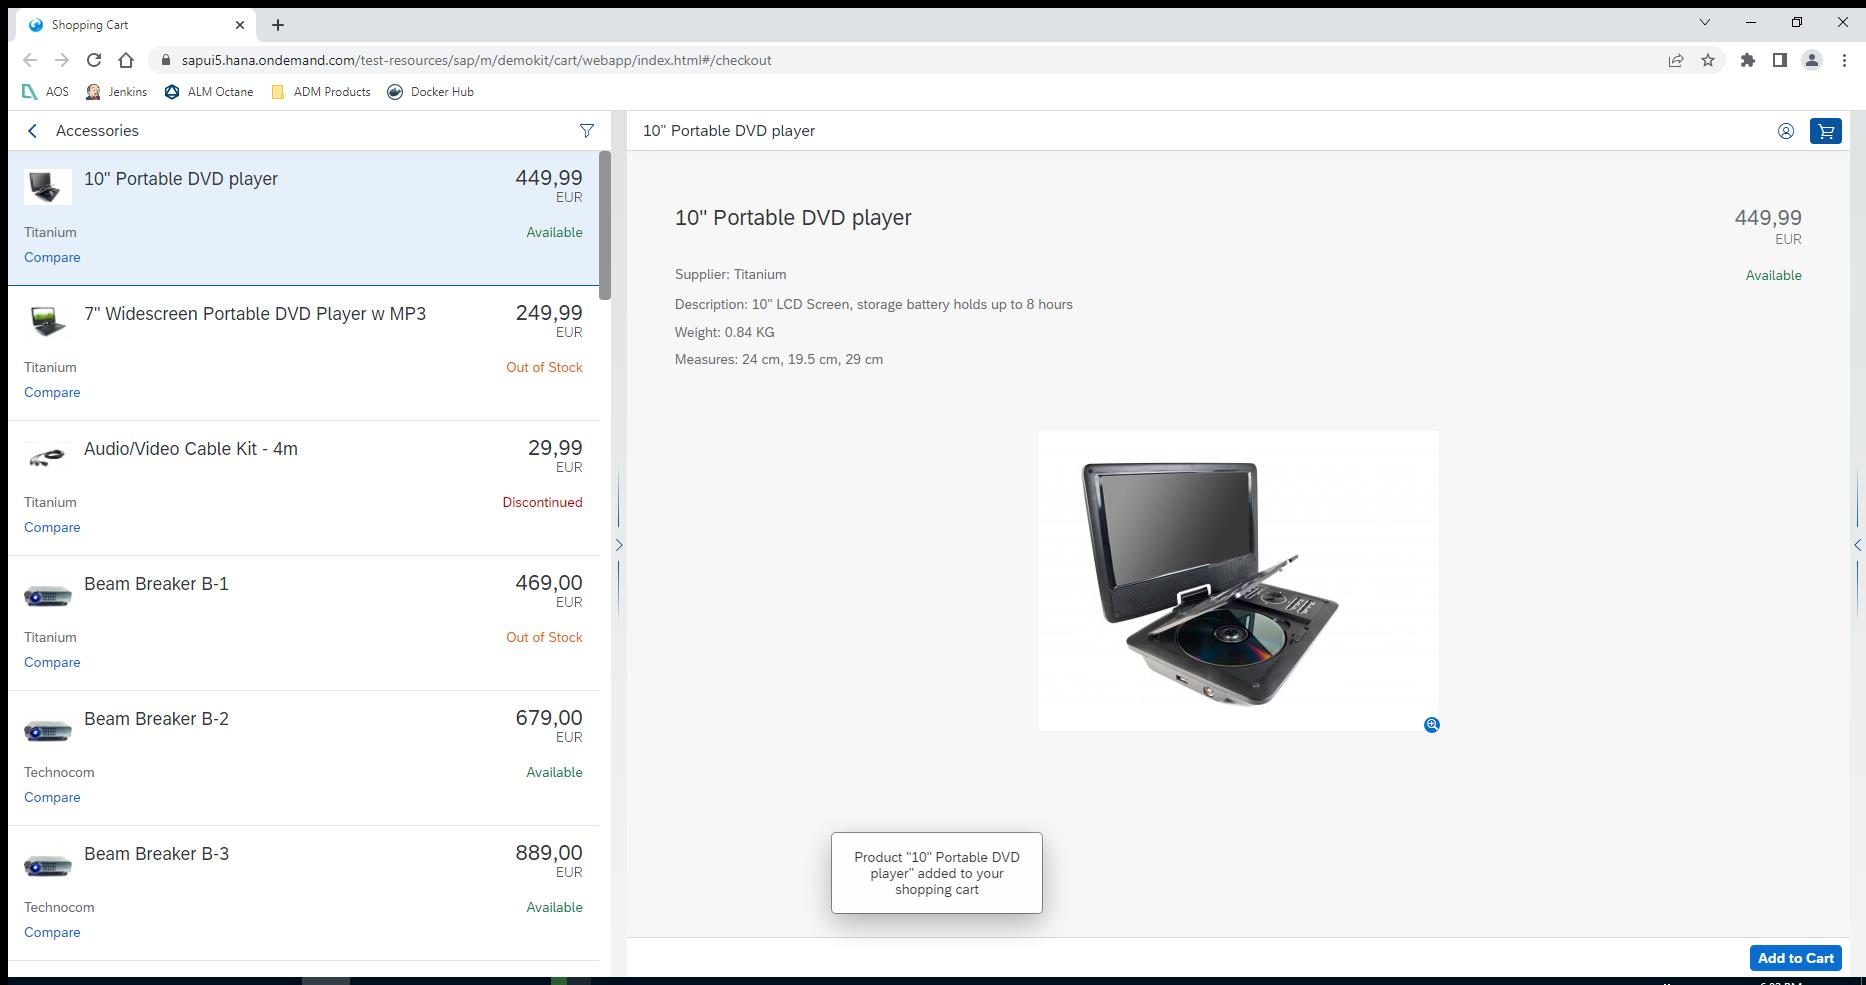 Shopping Cart
sapui5.hana.ondemand.com/test-resources/sap/m/demokit/cart/webapp/index.html#/checkout
AOS Jenkins ALM Octane ADM Products Docker Hub
Accessories
10" Portable DVD player 449,99
EUR
Titanium Available
Compare
7" Widescreen Portable DVD Player w MP3 249,99
EUR
Titanium Out of Stock
Compare
Audio/Video Cable Kit - 4m 29,99
EUR
Titanium Discontinued
Compare
Beam Breaker B-1 469,00
EUR
Titanium Out of Stock
Compare
Beam Breaker B-2 679,00
EUR
Technocom Available
Compare
Beam Breaker B-3 889,00
EUR
Technocom Available
Compare
10" Portable DVD player
10" Portable DVD player 449,99
EUR
Supplier: Titanium Available
Description: 10" LCD Screen, storage battery holds up to 8 hours
Weight: 0.84 KG
Measures: 24 cm, 19.5 cm, 29 cm
Product "10" Portable DVD
player" added to your
shopping cart
Add to Cart